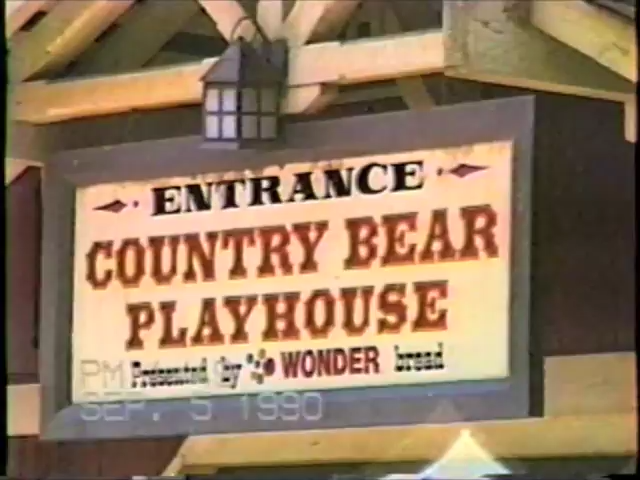 ENTRANCE
COUNTRY BEAR
PLAYHOUSE
Presented by WONDER bread
PM
SEP. 5 1990